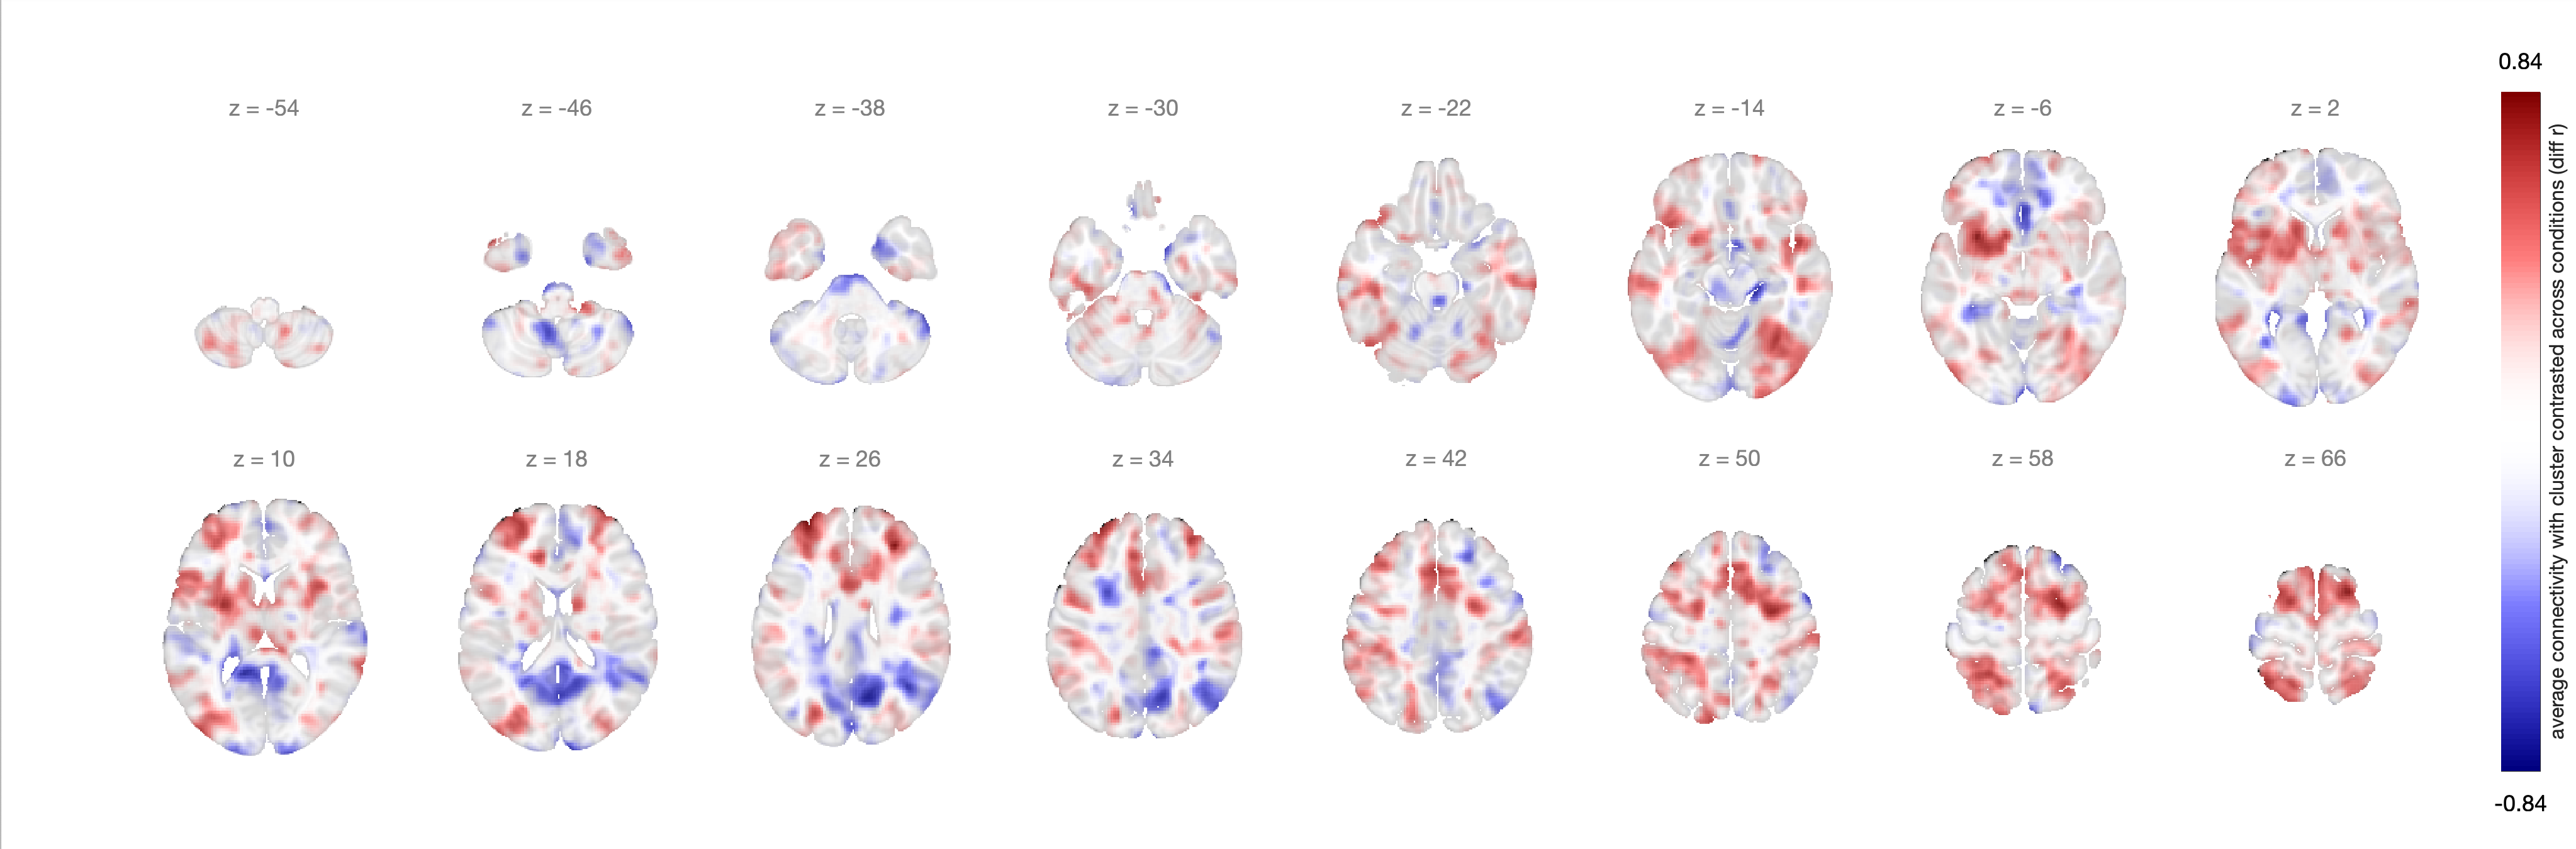 0.84
z = -54
z = -46
z = -38
z = -30
z = -22
z = -14
z = -6
z = 2
z = 10
z = 18
z = 26
z = 34
z = 42
z = 50
z = 58
z = 66
average connectivity with cluster contrasted across conditions (diff r)
-0.84